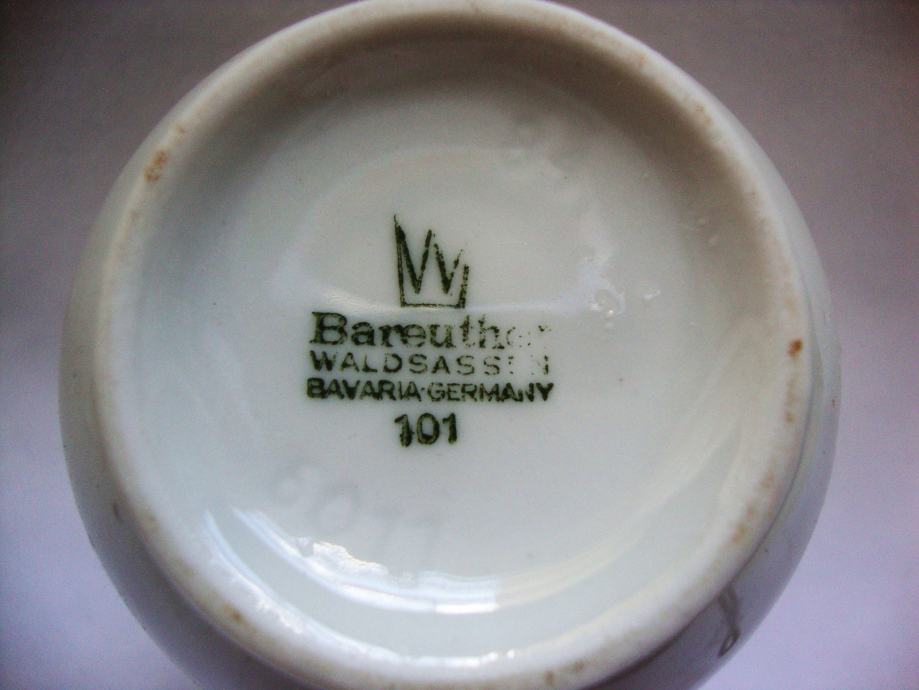 Bareuther
WALDSASSEN
BAVARIA·GERMANY
101